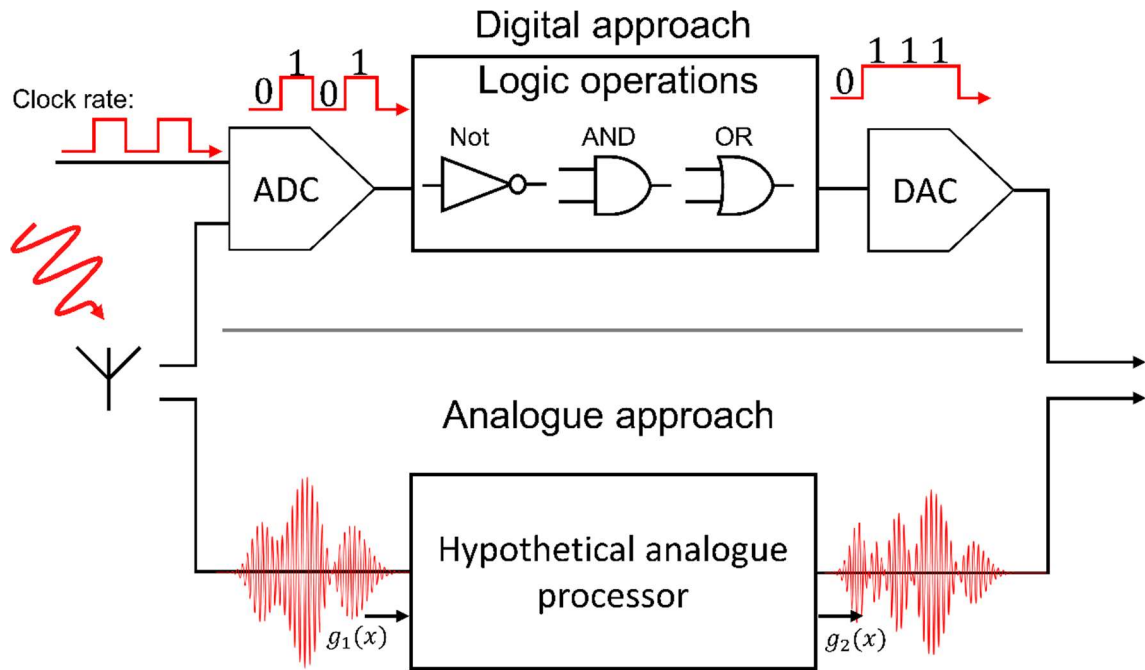 Digital approach
Clock rate:
0 1 0 1
Logic operations
0 1 1 1
Not AND OR
ADC
DAC
Analogue approach
Hypothetical analogue
processor
g₁(x)
g₂(x)